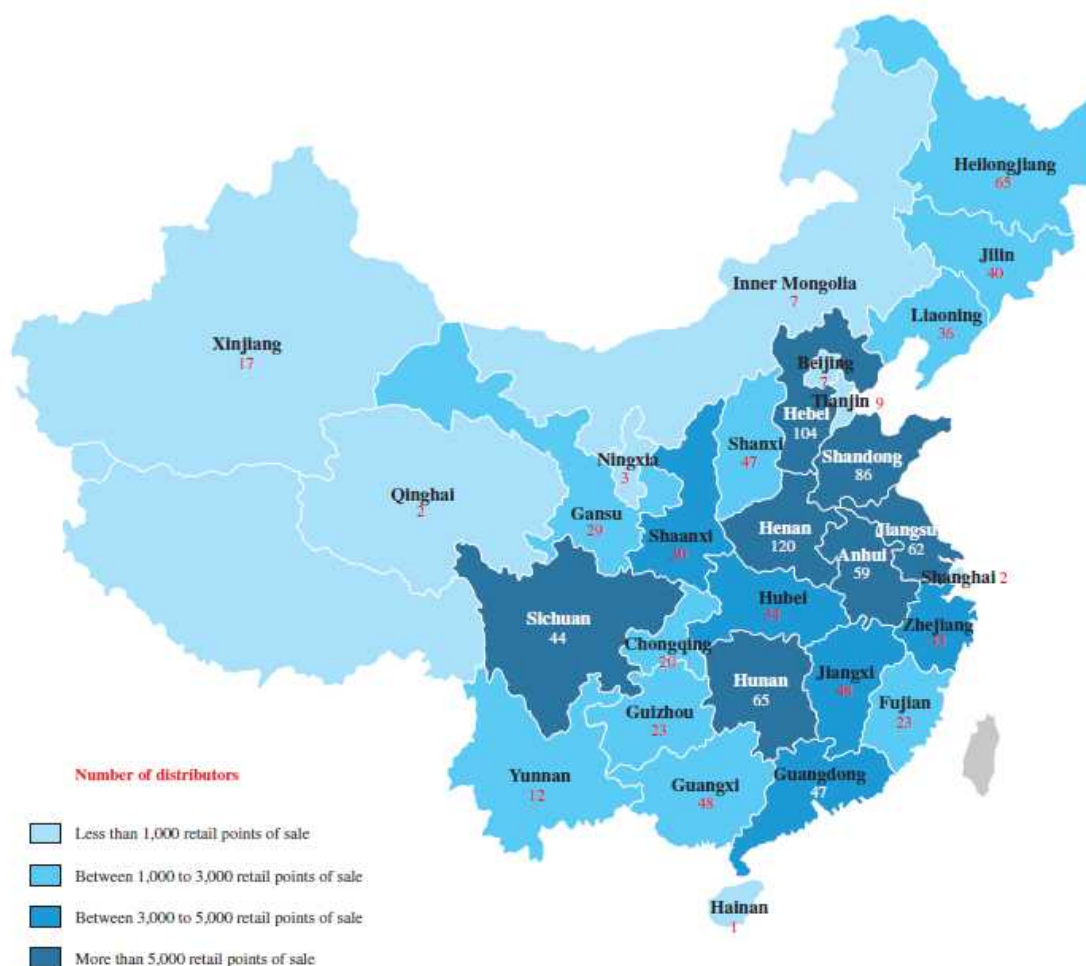 Heilongjiang
65
Jilin
40
Inner Mongolia
7
Liaoning
36
Xinjiang
17
Beijing
7
Tianjin 9
Hebei
104
Shanxi
47
Shandong
86
Ningxia
3
Qinghai
2
Gansu
29
Shaanxi
Henan
120
Jiangsu
62
Anhui
59
Shanghai 2
Hubei
Sichuan
44
Zhejiang
Chongqing
20
Hunan
65
Jiangxi
48
Fujian
23
Guizhou
23
Number of distributors
Yunnan
12
Guangxi
48
Guangdong
47
Less than 1,000 retail points of sale
Between 1,000 to 3,000 retail points of sale
Hainan
1
Between 3,000 to 5,000 retail points of sale
More than 5,000 retail points of sale